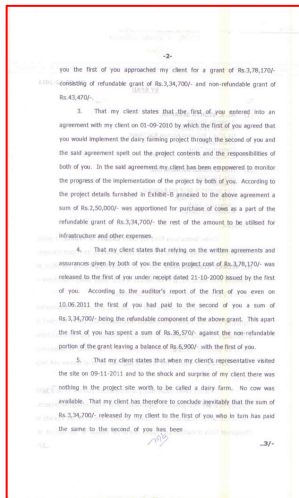 -2-
you the first of you approached my client for a grant of Rs.3,78,170/-
consisting of refundable grant of Rs.3,34,700/- and non-refundable grant of
Rs.43,470/-.
3. That my client states that the first of you entered into an
agreement with my client on 01-09-2010 by which the first of you agreed that
you would implement the dairy farming project through the second of you and
the said agreement spelt out the project contents and the responsibilities of
both of you. In the said agreement my client has been empowered to monitor
the progress of the implementation of the project by both of you. According to
the project details furnished in Exhibit-B annexed to the above agreement a
sum of Rs.2,50,000/- was apportioned for purchase of cows as a part of the
refundable grant of Rs.3,34,700/- the rest of the amount to be utilised for
infrastructure and other expenses.
4. That my client states that relying on the written agreements and
assurances given by both of you the entire project cost of Rs.3,78,170/- was
released to the first of you under receipt dated 21-10-2000 issued by the first
of you. According to the auditor's report of the first of you even on
10.06.2011 the first of you had paid to the second of you a sum of
Rs.3,34,700/- being the refundable component of the above grant. This apart
the first of you has spent a sum of Rs.36,570/- against the non-refundable
portion of the grant leaving a balance of Rs.6,900/- with the first of you.
5. That my client states that when my client's representative visited
the site on 09-11-2011 and to the shock and surprise of my client there was
nothing in the project site worth to be called a dairy farm. No cow was
available. That my client has therefore to conclude inevitably that the sum of
Rs.3,34,700/- released by my client to the first of you who in turn has paid
the same to the second of you has been
..3/-